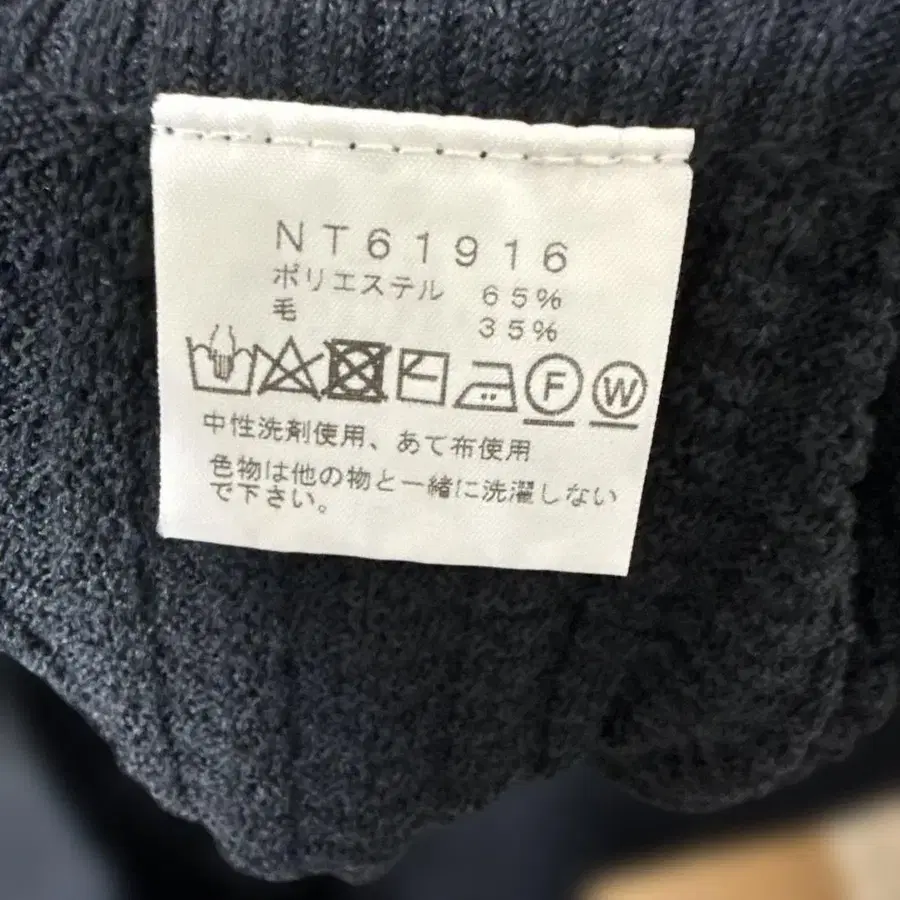 NT61916
ポリエステル 65%
毛 35%
F W
中性洗剤使用、あて布使用
色物は他の物と一緒に洗濯しない
で下さい。